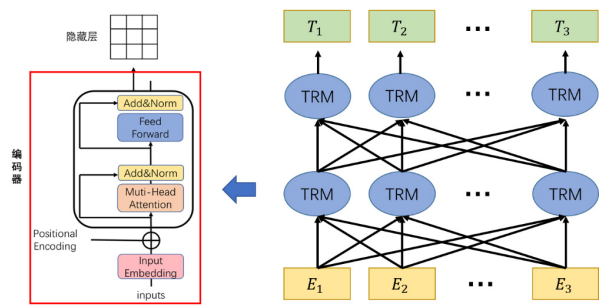 隐藏层
编码器
Add&Norm
Feed
Forward
Add&Norm
Muti-Head
Attention
Positional
Encoding
Input
Embedding
inputs
T₁ T₂ ... T₃
TRM TRM ... TRM
TRM TRM ... TRM
E₁ E₂ ... E₃